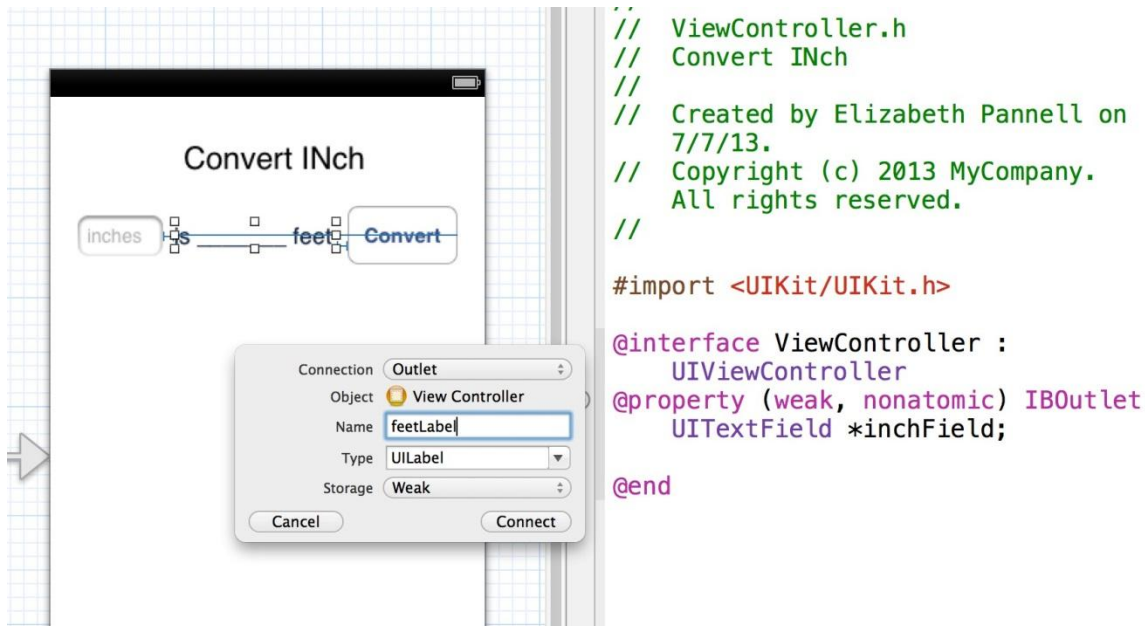 Convert INch
inches
is ______ feet
Convert
Connection Outlet
Object View Controller
Name feetLabel
Type UILabel
Storage Weak
Cancel Connect
//
// ViewController.h
// Convert INch
//
// Created by Elizabeth Pannell on
7/7/13.
// Copyright (c) 2013 MyCompany.
All rights reserved.
//
#import <UIKit/UIKit.h>
@interface ViewController :
UIViewController
@property (weak, nonatomic) IBOutlet
UITextField *inchField;
@end